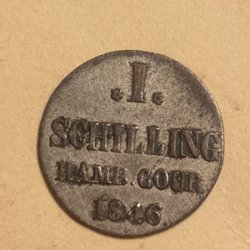 ·I·
SCHILLING
HAMB. COUR.
1846